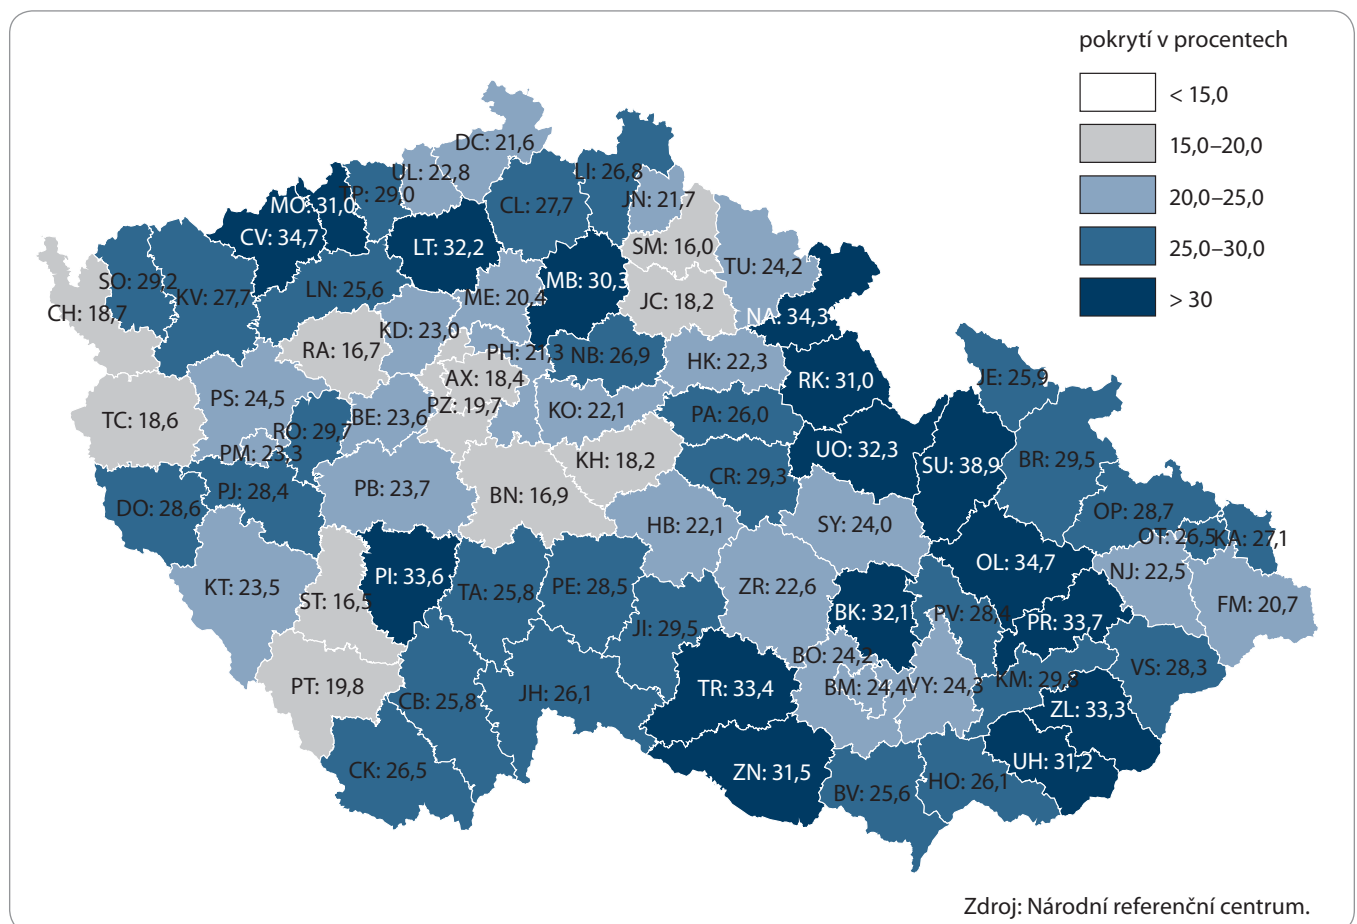 pokrytí v procentech
< 15,0
15,0–20,0
20,0–25,0
25,0–30,0
> 30
DC: 21,6
UL: 22,8
LI: 26,8
TP: 29,0
JN: 21,7
MO: 31,0
CL: 27,7
CV: 34,7
LT: 32,2
SM: 16,0
TU: 24,2
SO: 29,2
MB: 30,3
LN: 25,6
KV: 27,7
ME: 20,4
JC: 18,2
CH: 18,7
NA: 34,3
KD: 23,0
RA: 16,7
PH: 21,3
NB: 26,9
HK: 22,3
AX: 18,4
RK: 31,0
JE: 25,9
PS: 24,5
PZ: 19,7
KO: 22,1
TC: 18,6
BE: 23,6
PA: 26,0
RO: 29,7
PM: 23,3
UO: 32,3
KH: 18,2
SU: 38,9
BR: 29,5
CR: 29,3
PJ: 28,4
PB: 23,7
BN: 16,9
DO: 28,6
OP: 28,7
HB: 22,1
SY: 24,0
OT: 26,5
KA: 27,1
OL: 34,7
NJ: 22,5
PI: 33,6
KT: 23,5
ST: 16,5
TA: 25,8
PE: 28,5
ZR: 22,6
FM: 20,7
BK: 32,1
PV: 28,4
PR: 33,7
JI: 29,5
BO: 24,2
VS: 28,3
PT: 19,8
TR: 33,4
BM: 24,4
VY: 24,3
KM: 29,8
CB: 25,8
JH: 26,1
ZL: 33,3
UH: 31,2
CK: 26,5
ZN: 31,5
HO: 26,1
BV: 25,6
Zdroj: Národní referenční centrum.